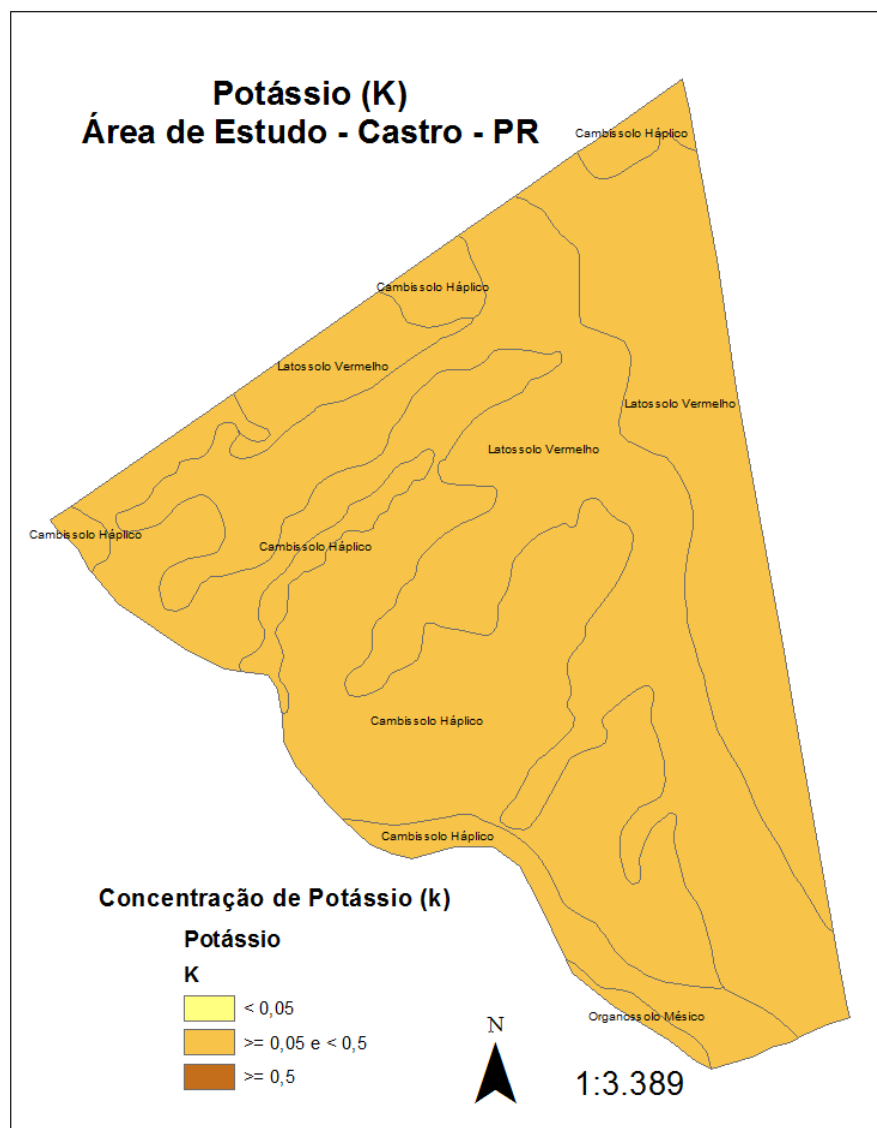 Potássio (K)
Área de Estudo - Castro - PR
Cambissolo Háplico
Cambissolo Háplico
Latossolo Vermelho
Latossolo Vermelho
Latossolo Vermelho
Cambissolo Háplico
Cambissolo Háplico
Cambissolo Háplico
Cambissolo Háplico
Concentração de Potássio (k)
Potássio
K
< 0,05
>= 0,05 e < 0,5
>= 0,5
Organossolo Mésico
N
1:3.389